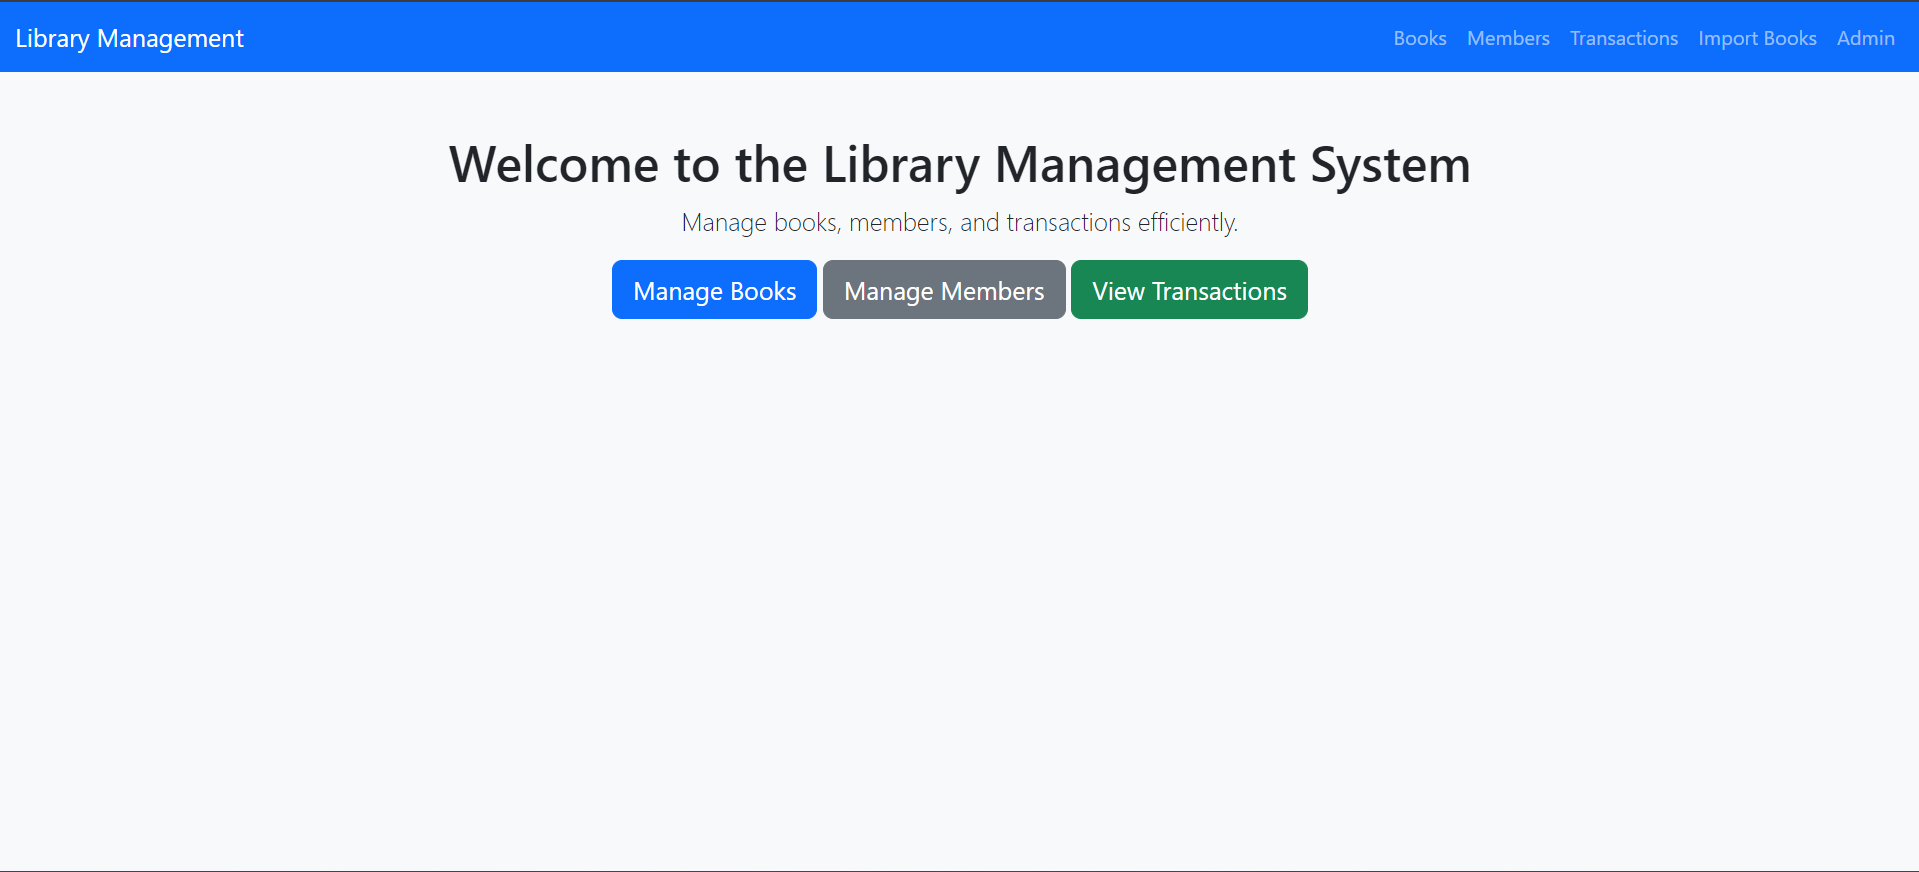 Library Management
Books Members Transactions Import Books Admin
Welcome to the Library Management System
Manage books, members, and transactions efficiently.
Manage Books Manage Members View Transactions